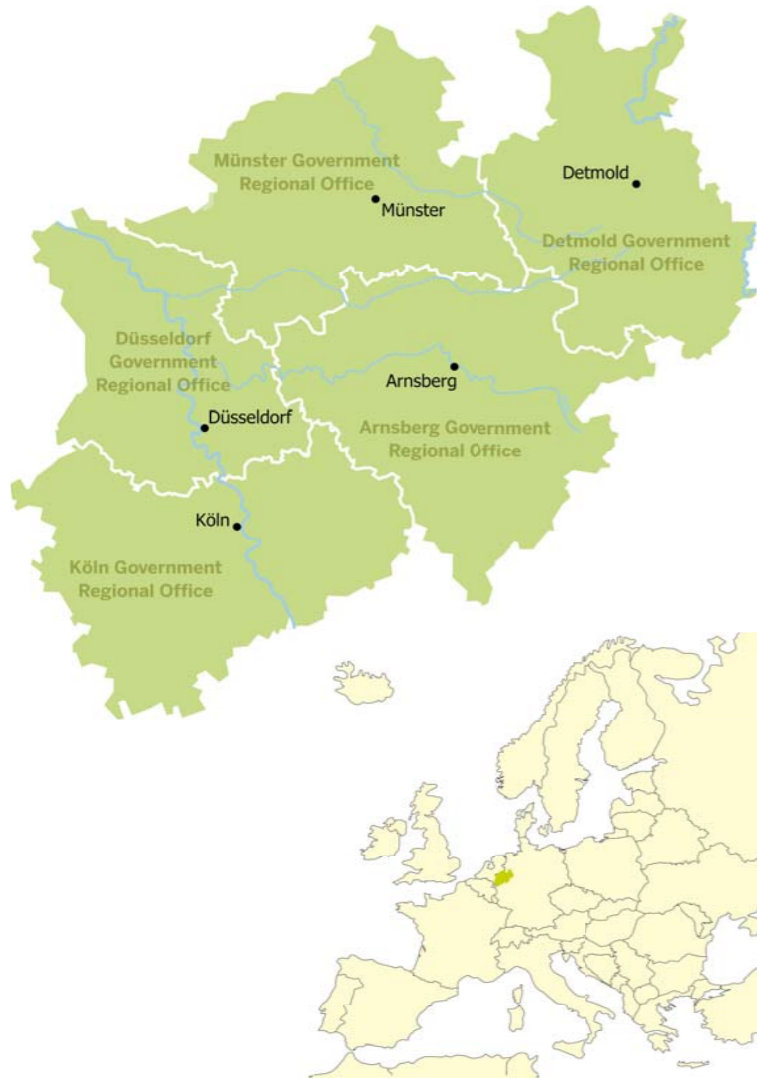 Münster Government
Regional Office
Münster
Detmold
Detmold Government
Regional Office
Düsseldorf
Government
Regional Office
Düsseldorf
Arnsberg
Arnsberg Government
Regional Office
Köln
Köln Government
Regional Office